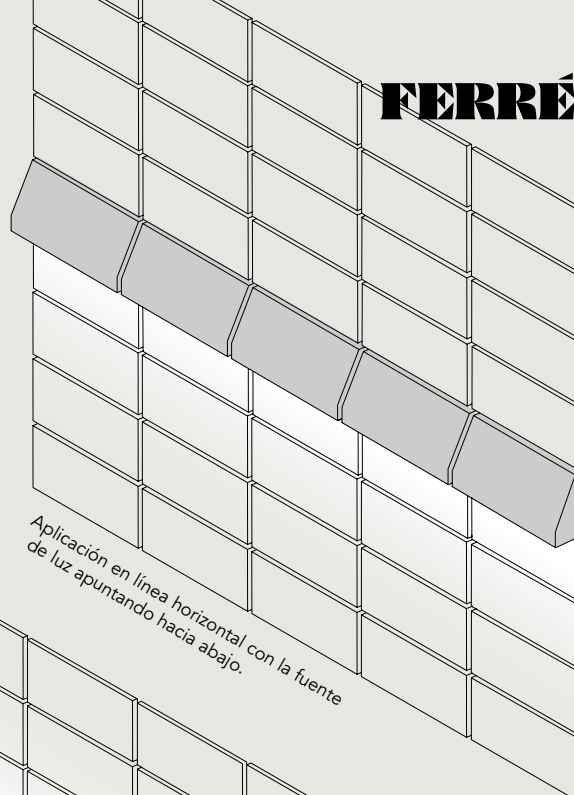 FERRÉ
Aplicación en línea horizontal con la fuente
de luz apuntando hacia abajo.